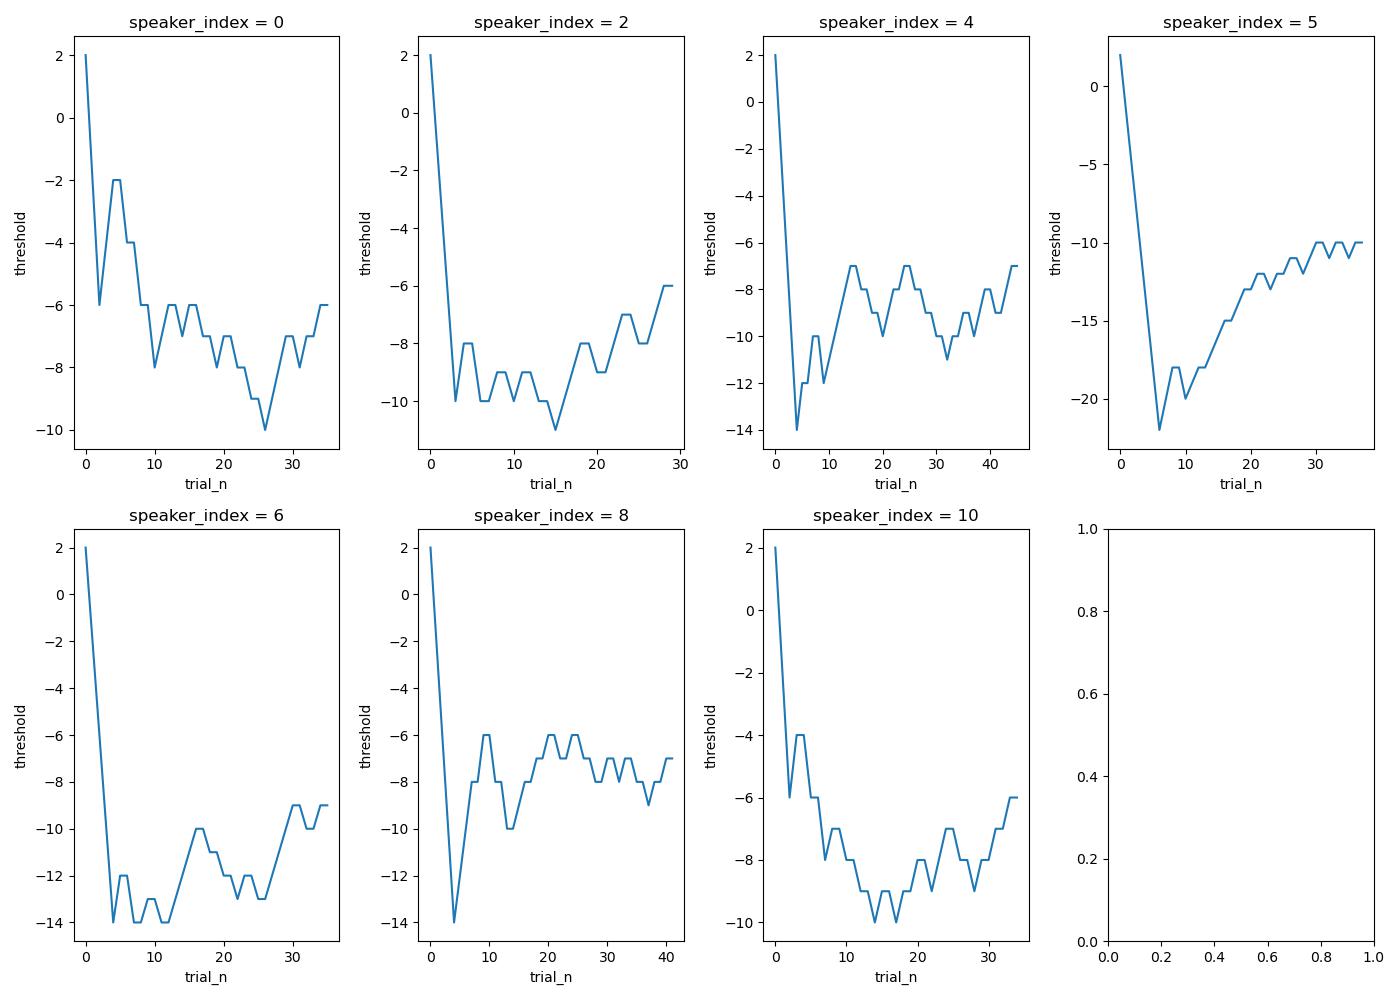 speaker_index = 0
2
0
−2
−4
−6
−8
−10
threshold
0 10 20 30
trial_n
speaker_index = 2
2
0
−2
−4
−6
−8
−10
threshold
0 10 20 30
trial_n
speaker_index = 4
2
0
−2
−4
−6
−8
−10
−12
−14
threshold
0 10 20 30 40
trial_n
speaker_index = 5
0
−5
−10
−15
−20
threshold
0 10 20 30
trial_n
speaker_index = 6
2
0
−2
−4
−6
−8
−10
−12
−14
threshold
0 10 20 30
trial_n
speaker_index = 8
2
0
−2
−4
−6
−8
−10
−12
−14
threshold
0 10 20 30 40
trial_n
speaker_index = 10
2
0
−2
−4
−6
−8
−10
threshold
0 10 20 30
trial_n
1.0
0.8
0.6
0.4
0.2
0.0
0.0 0.2 0.4 0.6 0.8 1.0